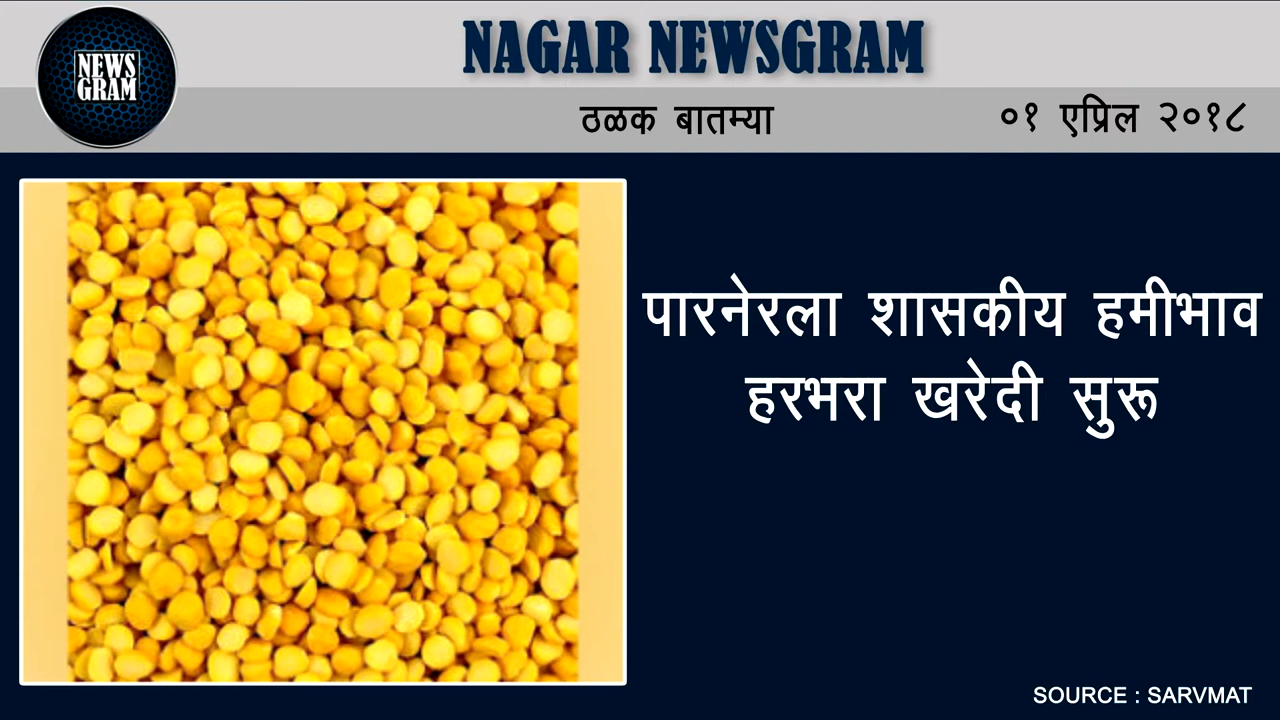 NEWS
GRAM
NAGAR NEWSGRAM
ठळक बातम्या
०१ एप्रिल २०१८
पारनेरला शासकीय हमीभाव
हरभरा खरेदी सुरू
SOURCE : SARVMAT